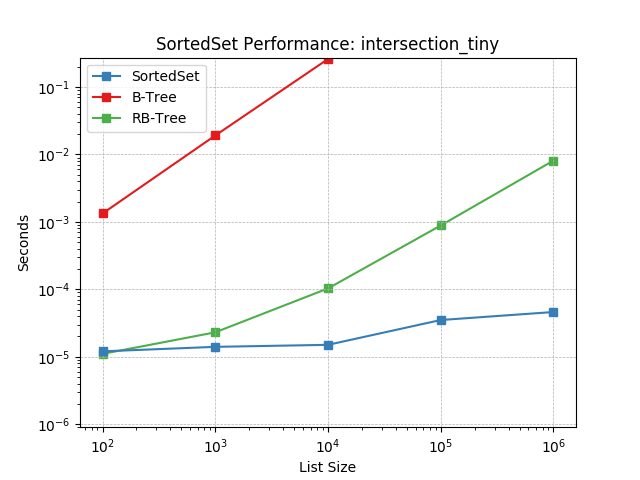 SortedSet Performance: intersection_tiny
SortedSet
B-Tree
RB-Tree
Seconds
10⁻¹
10⁻²
10⁻³
10⁻⁴
10⁻⁵
10⁻⁶
10² 10³ 10⁴ 10⁵ 10⁶
List Size